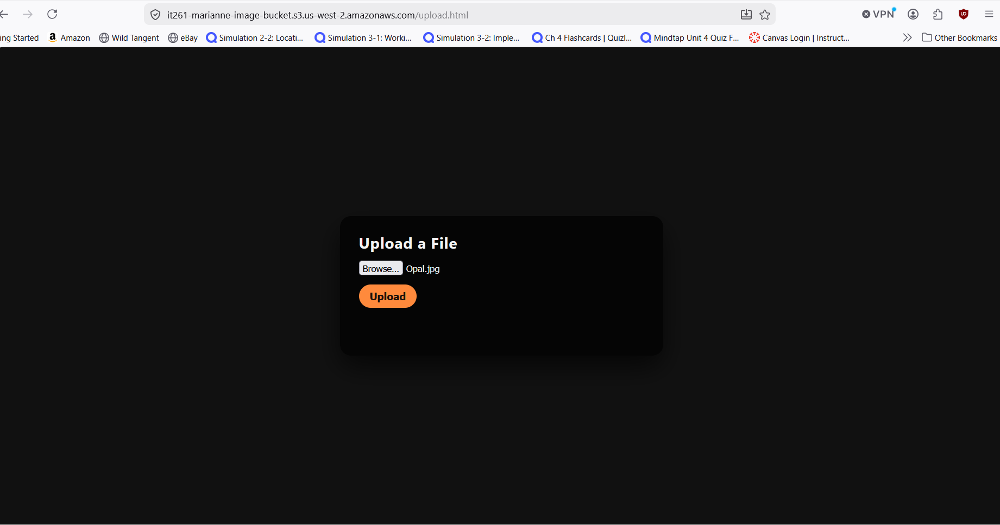 it261-marianne-image-bucket.s3.us-west-2.amazonaws.com/upload.html
VPN
ing Started
Amazon
Wild Tangent
eBay
Simulation 2-2: Locati...
Simulation 3-1: Worki...
Simulation 3-2: Imple...
Ch 4 Flashcards | Quizl...
Mindtap Unit 4 Quiz F...
Canvas Login | Instruct...
Other Bookmarks
Upload a File
Browse... Opal.jpg
Upload